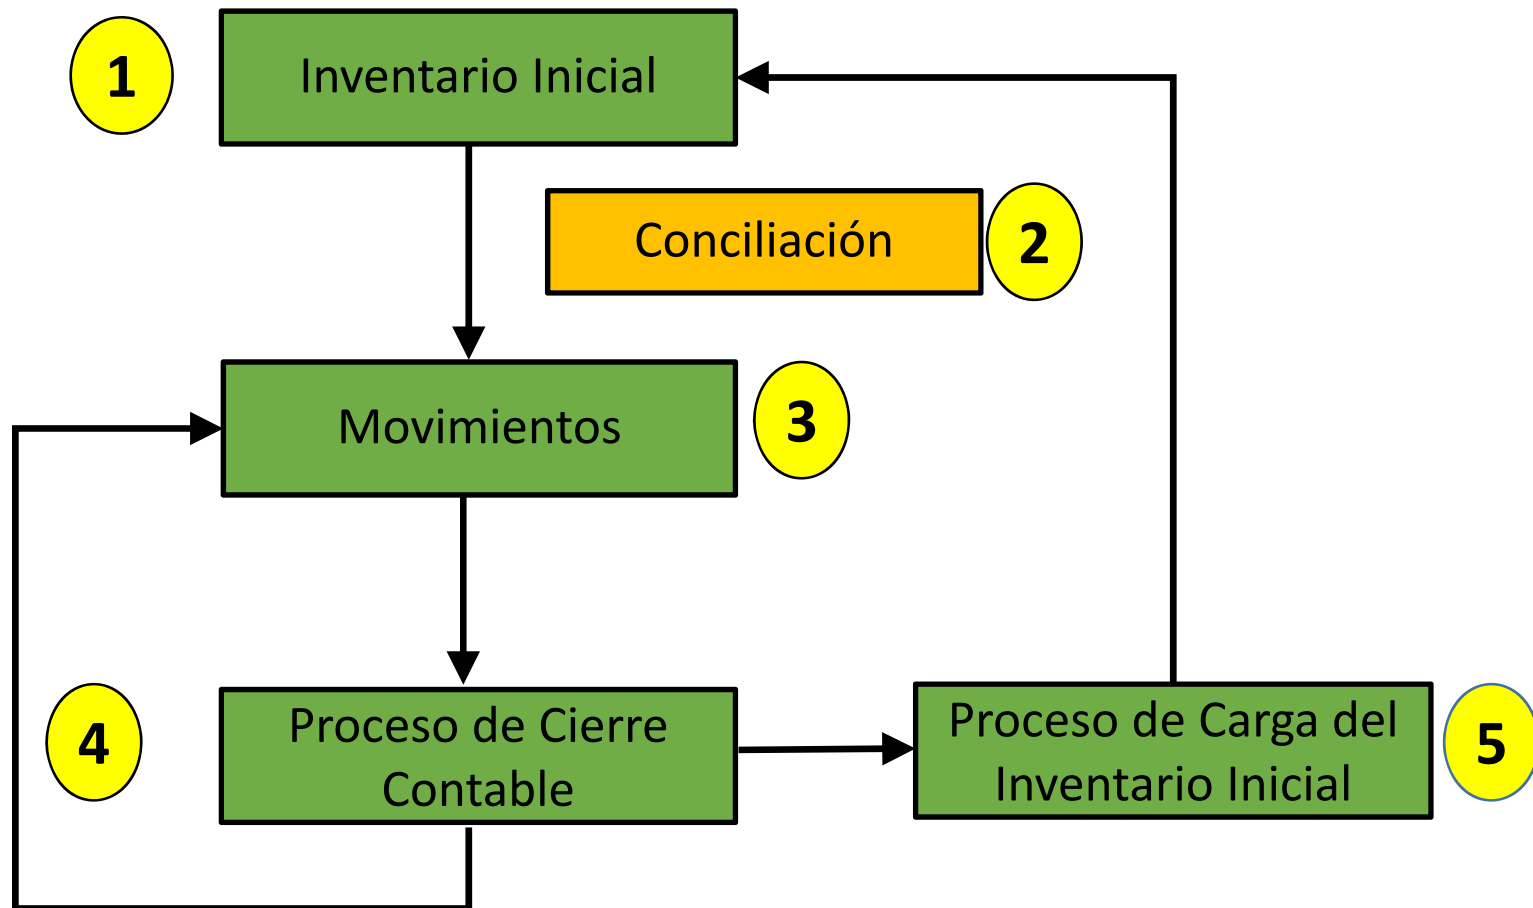 1
Inventario Inicial
Conciliación
2
Movimientos
3
4
Proceso de Cierre
Contable
Proceso de Carga del
Inventario Inicial
5